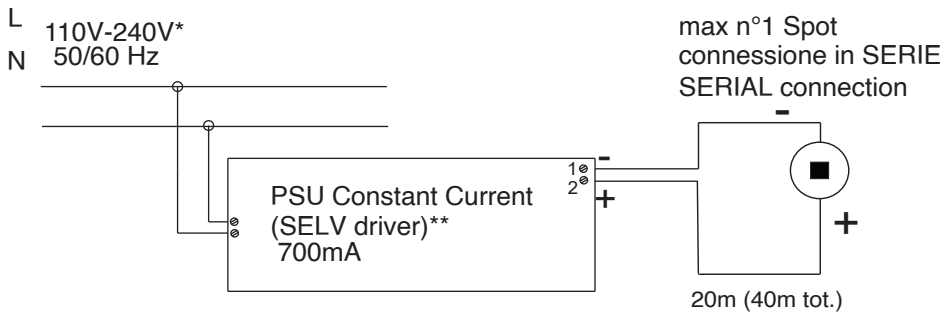 L
N
110V-240V*
50/60 Hz
max n°1 Spot
connessione in SERIE
SERIAL connection
-
1
-
2
+
PSU Constant Current
(SELV driver)**
700mA
+
20m (40m tot.)